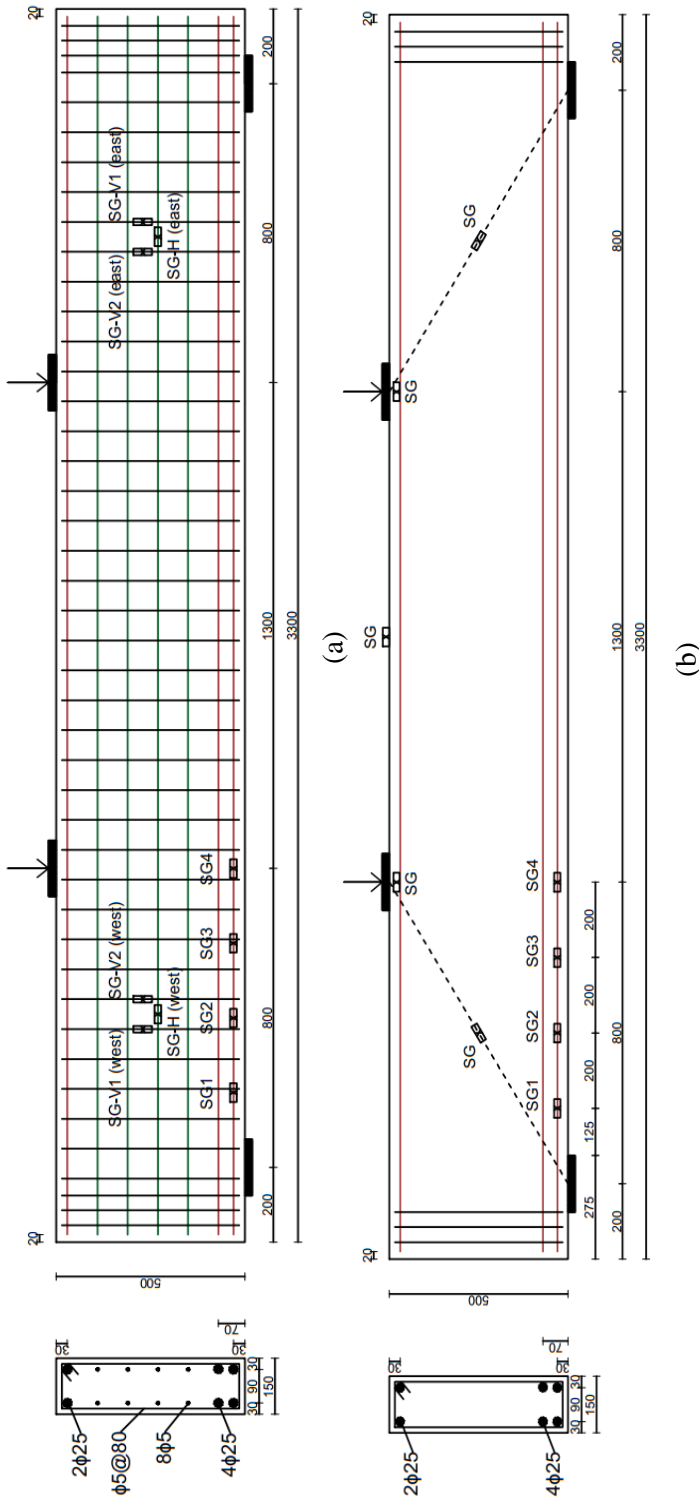 20
20
200
800
1300
800
200
3300
500
SG-V1 (west)
SG-V2 (west)
SG-H (west)
SG-V2 (east)
SG-V1 (east)
SG-H (east)
SG1
SG2
SG3
SG4
2ϕ25
ϕ5@80
8ϕ5
4ϕ25
30
70
30
30 90 30
150
(a)
20
20
SG
SG
SG
SG
SG
SG1
SG2
SG3
SG4
275
125
200
200
200
200
800
1300
800
200
3300
500
2ϕ25
4ϕ25
30
70
30
30 90 30
150
(b)